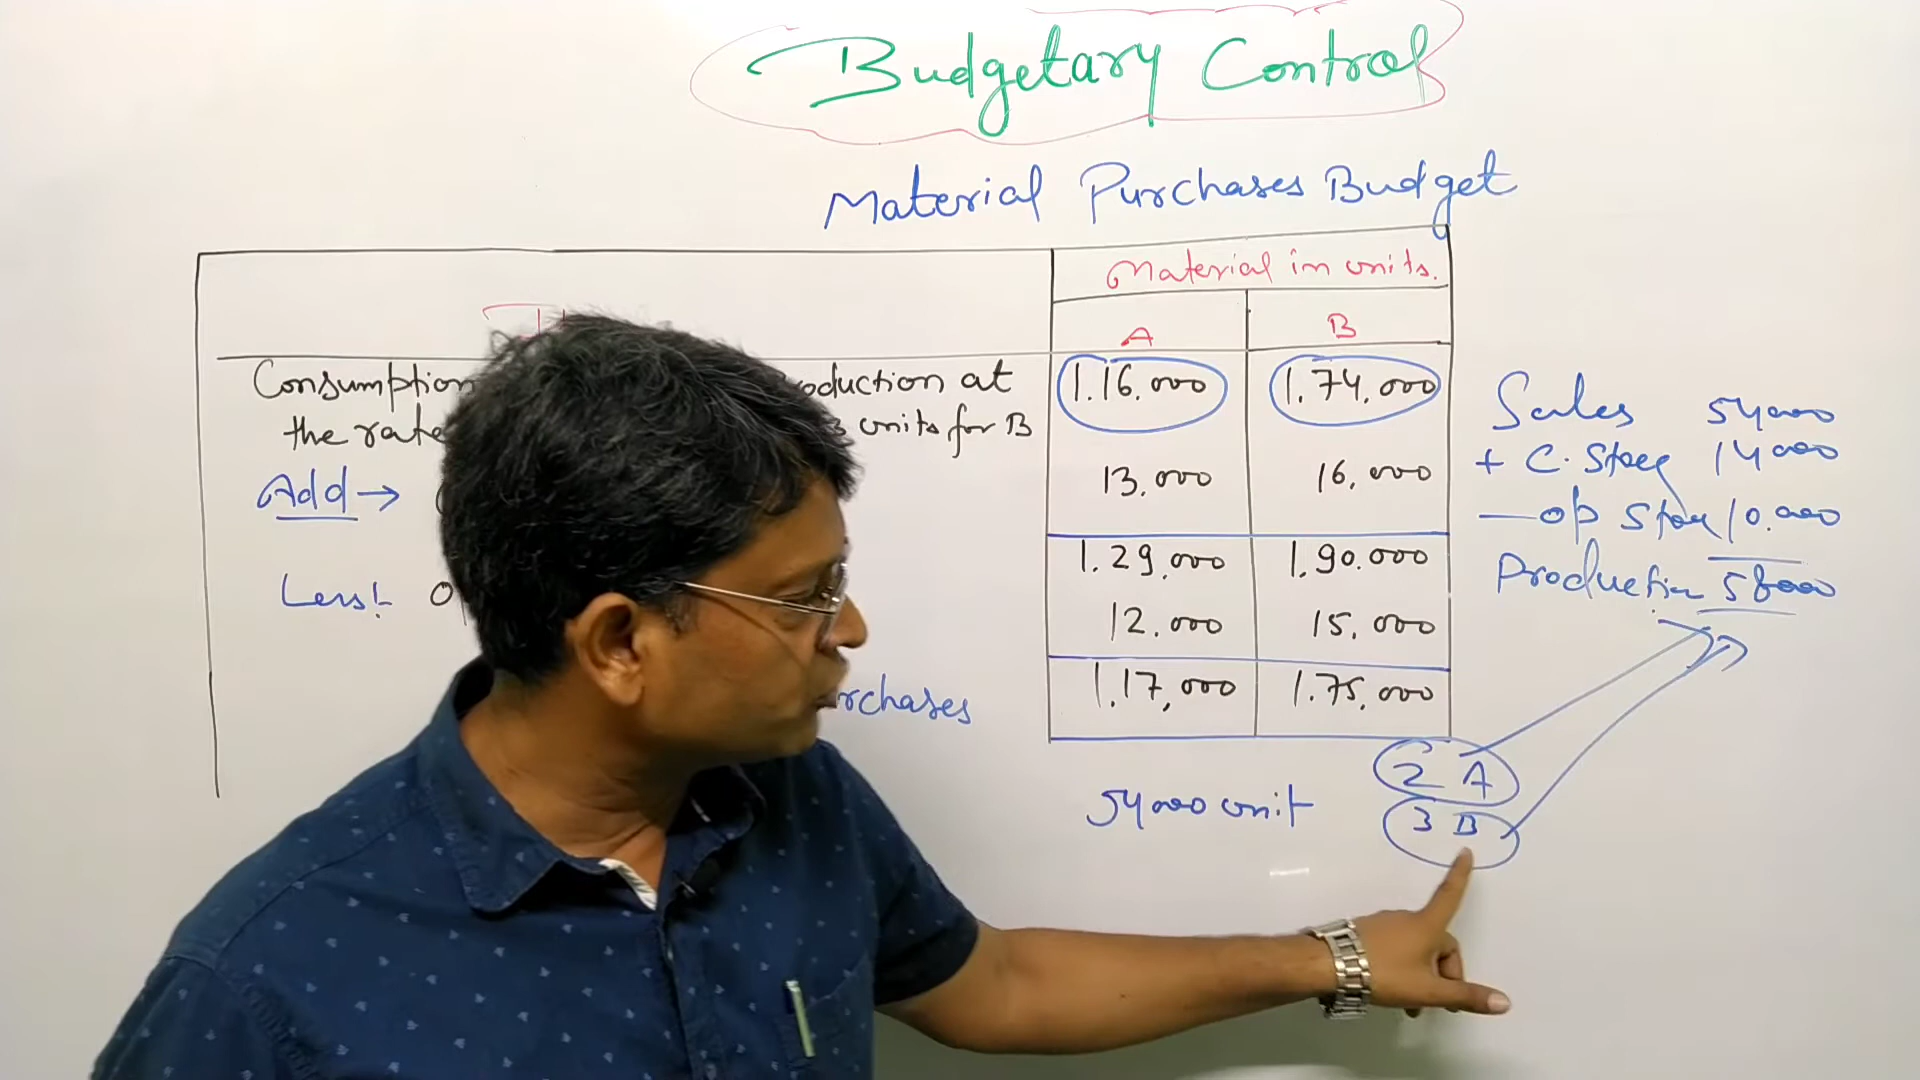 Budgetary Control
Material Purchases Budget
Material in units.
A B
Consumption oduction at 1.16.000 1.74.000
the rate units for B
Add → 13.000 16.000
1.29.000 1.90.000
Less:- 12.000 15.000
rchases 1.17,000 1.75.000
Sales 54000
+ C. Stock 14000
- op Stock 10.000
Production 58000
2 A
54000 unit
3 B